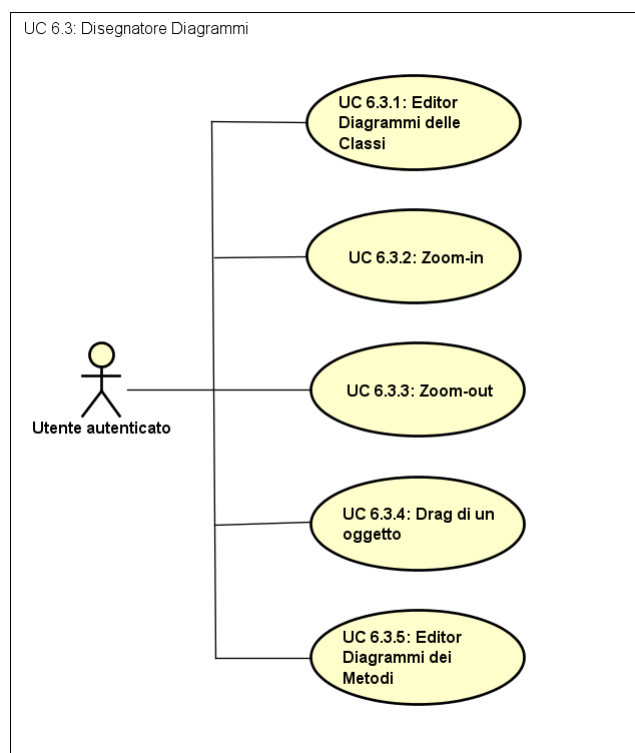 UC 6.3: Disegnatore Diagrammi
UC 6.3.1: Editor
Diagrammi delle
Classi
UC 6.3.2: Zoom-in
UC 6.3.3: Zoom-out
Utente autenticato
UC 6.3.4: Drag di un
oggetto
UC 6.3.5: Editor
Diagrammi dei
Metodi